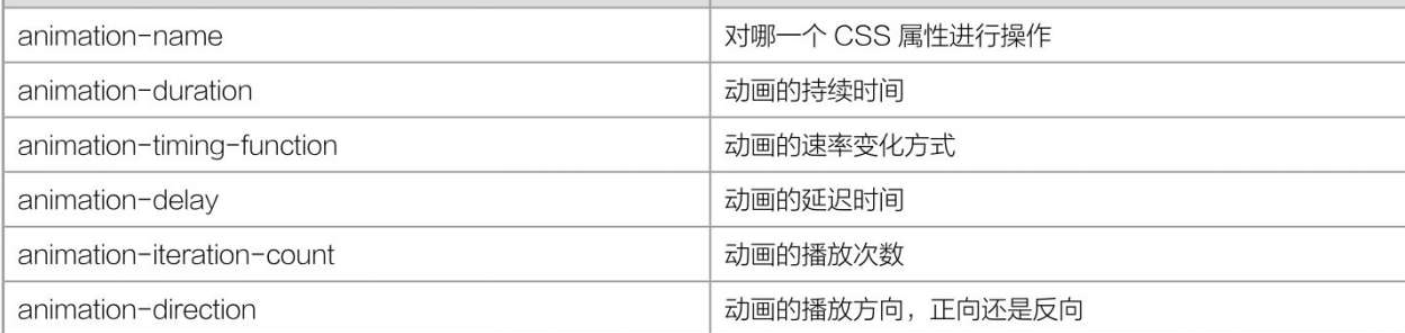 animation-name 对哪一个 CSS 属性进行操作
animation-duration 动画的持续时间
animation-timing-function 动画的速率变化方式
animation-delay 动画的延迟时间
animation-iteration-count 动画的播放次数
animation-direction 动画的播放方向，正向还是反向